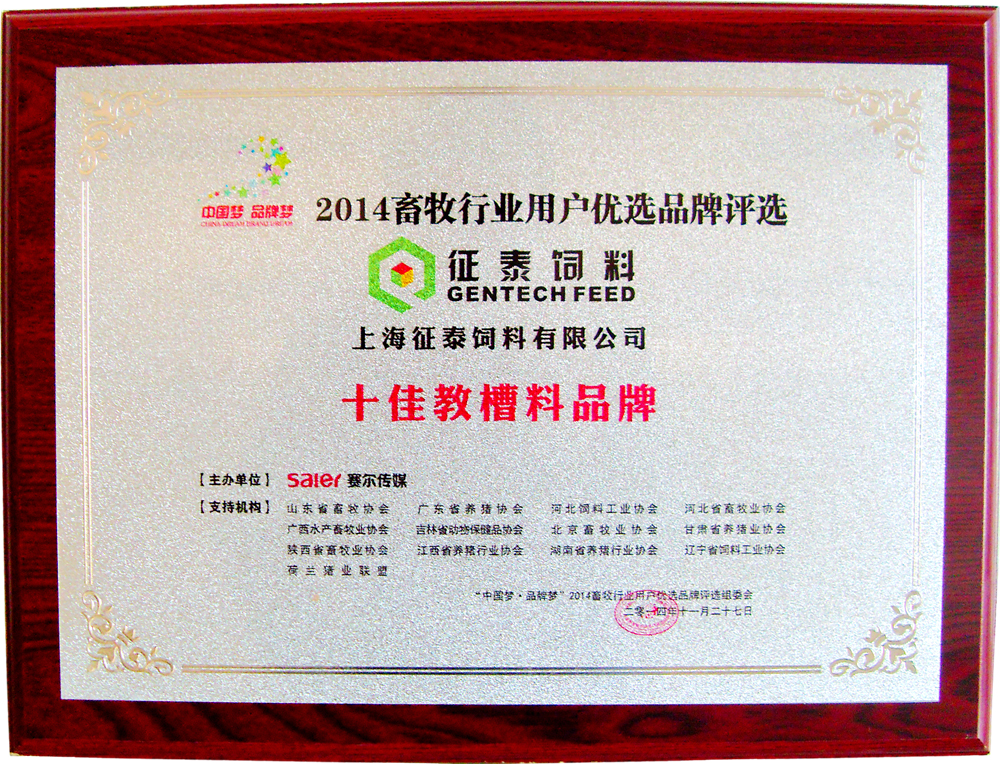 中国梦 品牌梦
CHINA DREAM BRAND DREAM
2014畜牧行业用户优选品牌评选
征泰饲料
GENTECH FEED
上海征泰饲料有限公司
十佳教槽料品牌
【主办单位】 saier 赛尔传媒
【支持机构】 山东省畜牧协会 广东省养猪协会 河北饲料工业协会 河北省畜牧业协会
广西水产畜牧业协会 吉林省动物保健品协会 北京畜牧业协会 甘肃省养猪业协会
陕西省畜牧业协会 江西省养猪行业协会 湖南省养猪行业协会 辽宁省饲料工业协会
荷兰猪业联盟
“中国梦·品牌梦”2014畜牧行业用户优选品牌评选组委会
二零一四年十一月二十七日